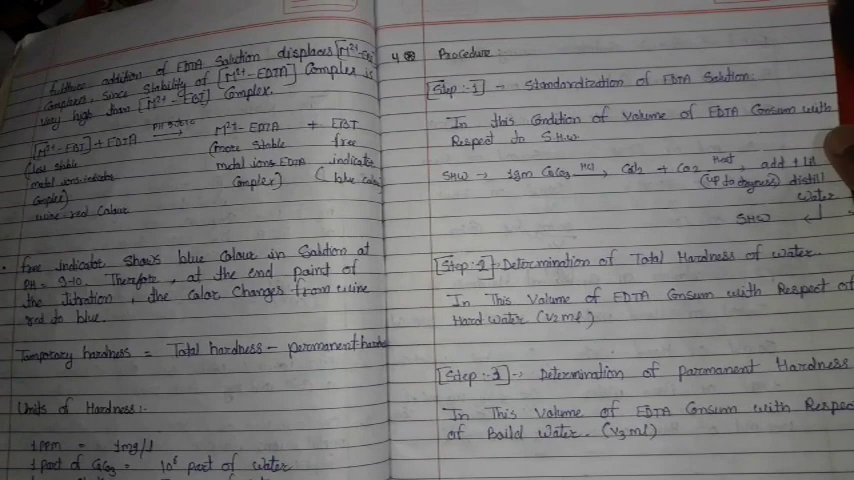 further addition of EDTA Solution displaces [M²⁺-EBT]
Complexes, since stability of [M²⁺-EDTA] Complex is
very high than [M²⁺-EBT] Complex.
[M²⁺-EBT] + EDTA PH 9-10 → M²⁺-EDTA + EBT
(less stable (more stable free
metal ions-indicator metal ions EDTA indicate
Complex) Complex) (blue colour
wine-red Colour
• free indicator shows blue colour in Solution at
PH = 9-10. Therefore, at the end point of
the titration, the color changes from wine
red to blue.
Temporary hardness = Total hardness - permanent hardn
Units of Hardness:-
1 ppm = 1mg/l
1 part of CaCO₃ = 10⁶ part of water
4 Procedure
[Step :-1] - Standardization of EDTA Solution.
In this Condition of Volume of EDTA Consum with
Respect to SHW
SHW → 1gm CaCO₃ HCl → CaCl₂ + CO₂ Heat, add 1 Lit
(up to dryness) distill
water
SHW ↵
[Step :-2] Determination of Total Hardness of water.
In This Volume of EDTA Consum with Respect of
Hard Water (V₂ ml)
[Step :-3] - Determination of Parmanent Hardness
In This Volume of EDTA Consum with Respec
of Boild Water. (V₃ ml)